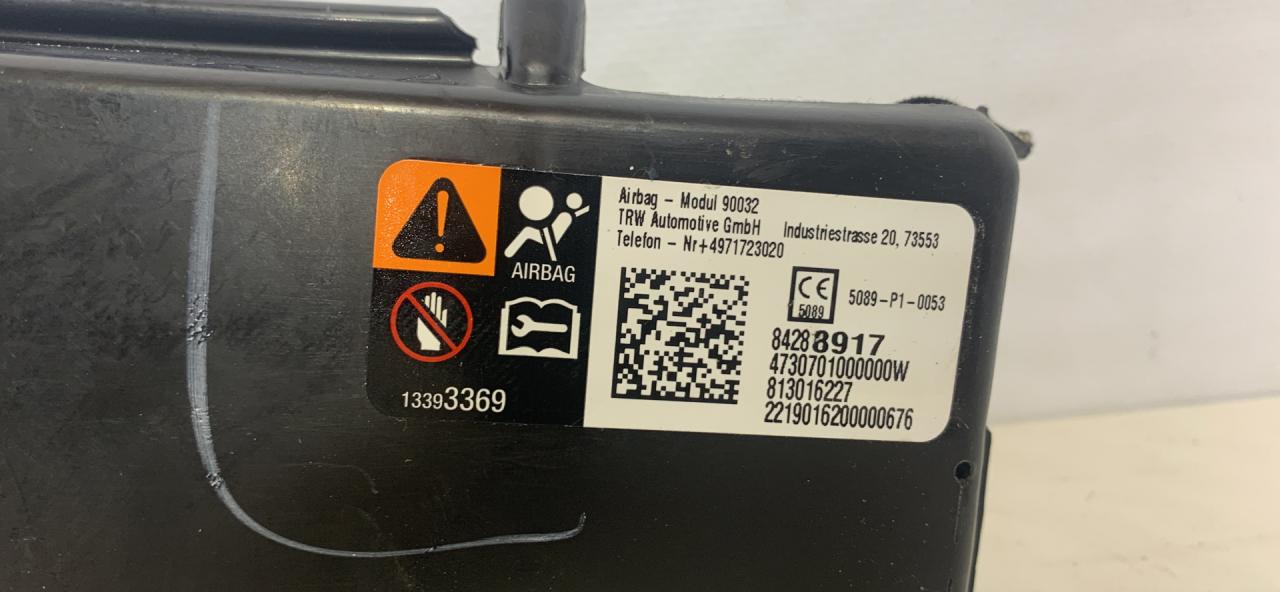 Airbag - Modul 90032
TRW Automotive GmbH Industriestrasse 20, 73553
Telefon - Nr+4971723020
AIRBAG
CE
5089
5089-P1-0053
84283917
4730701000000W
813016227
2219016200000676
13393369